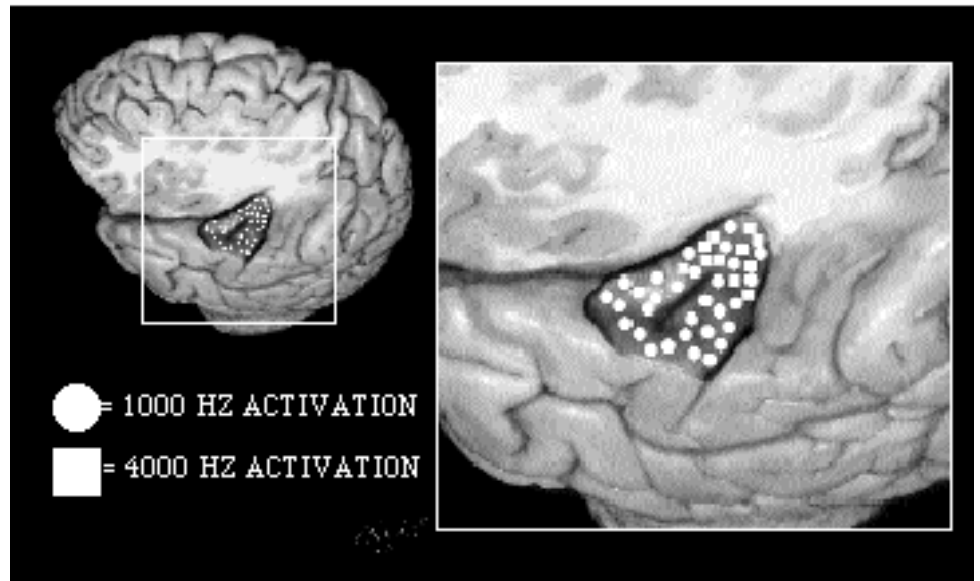 = 1000 HZ ACTIVATION
= 4000 HZ ACTIVATION